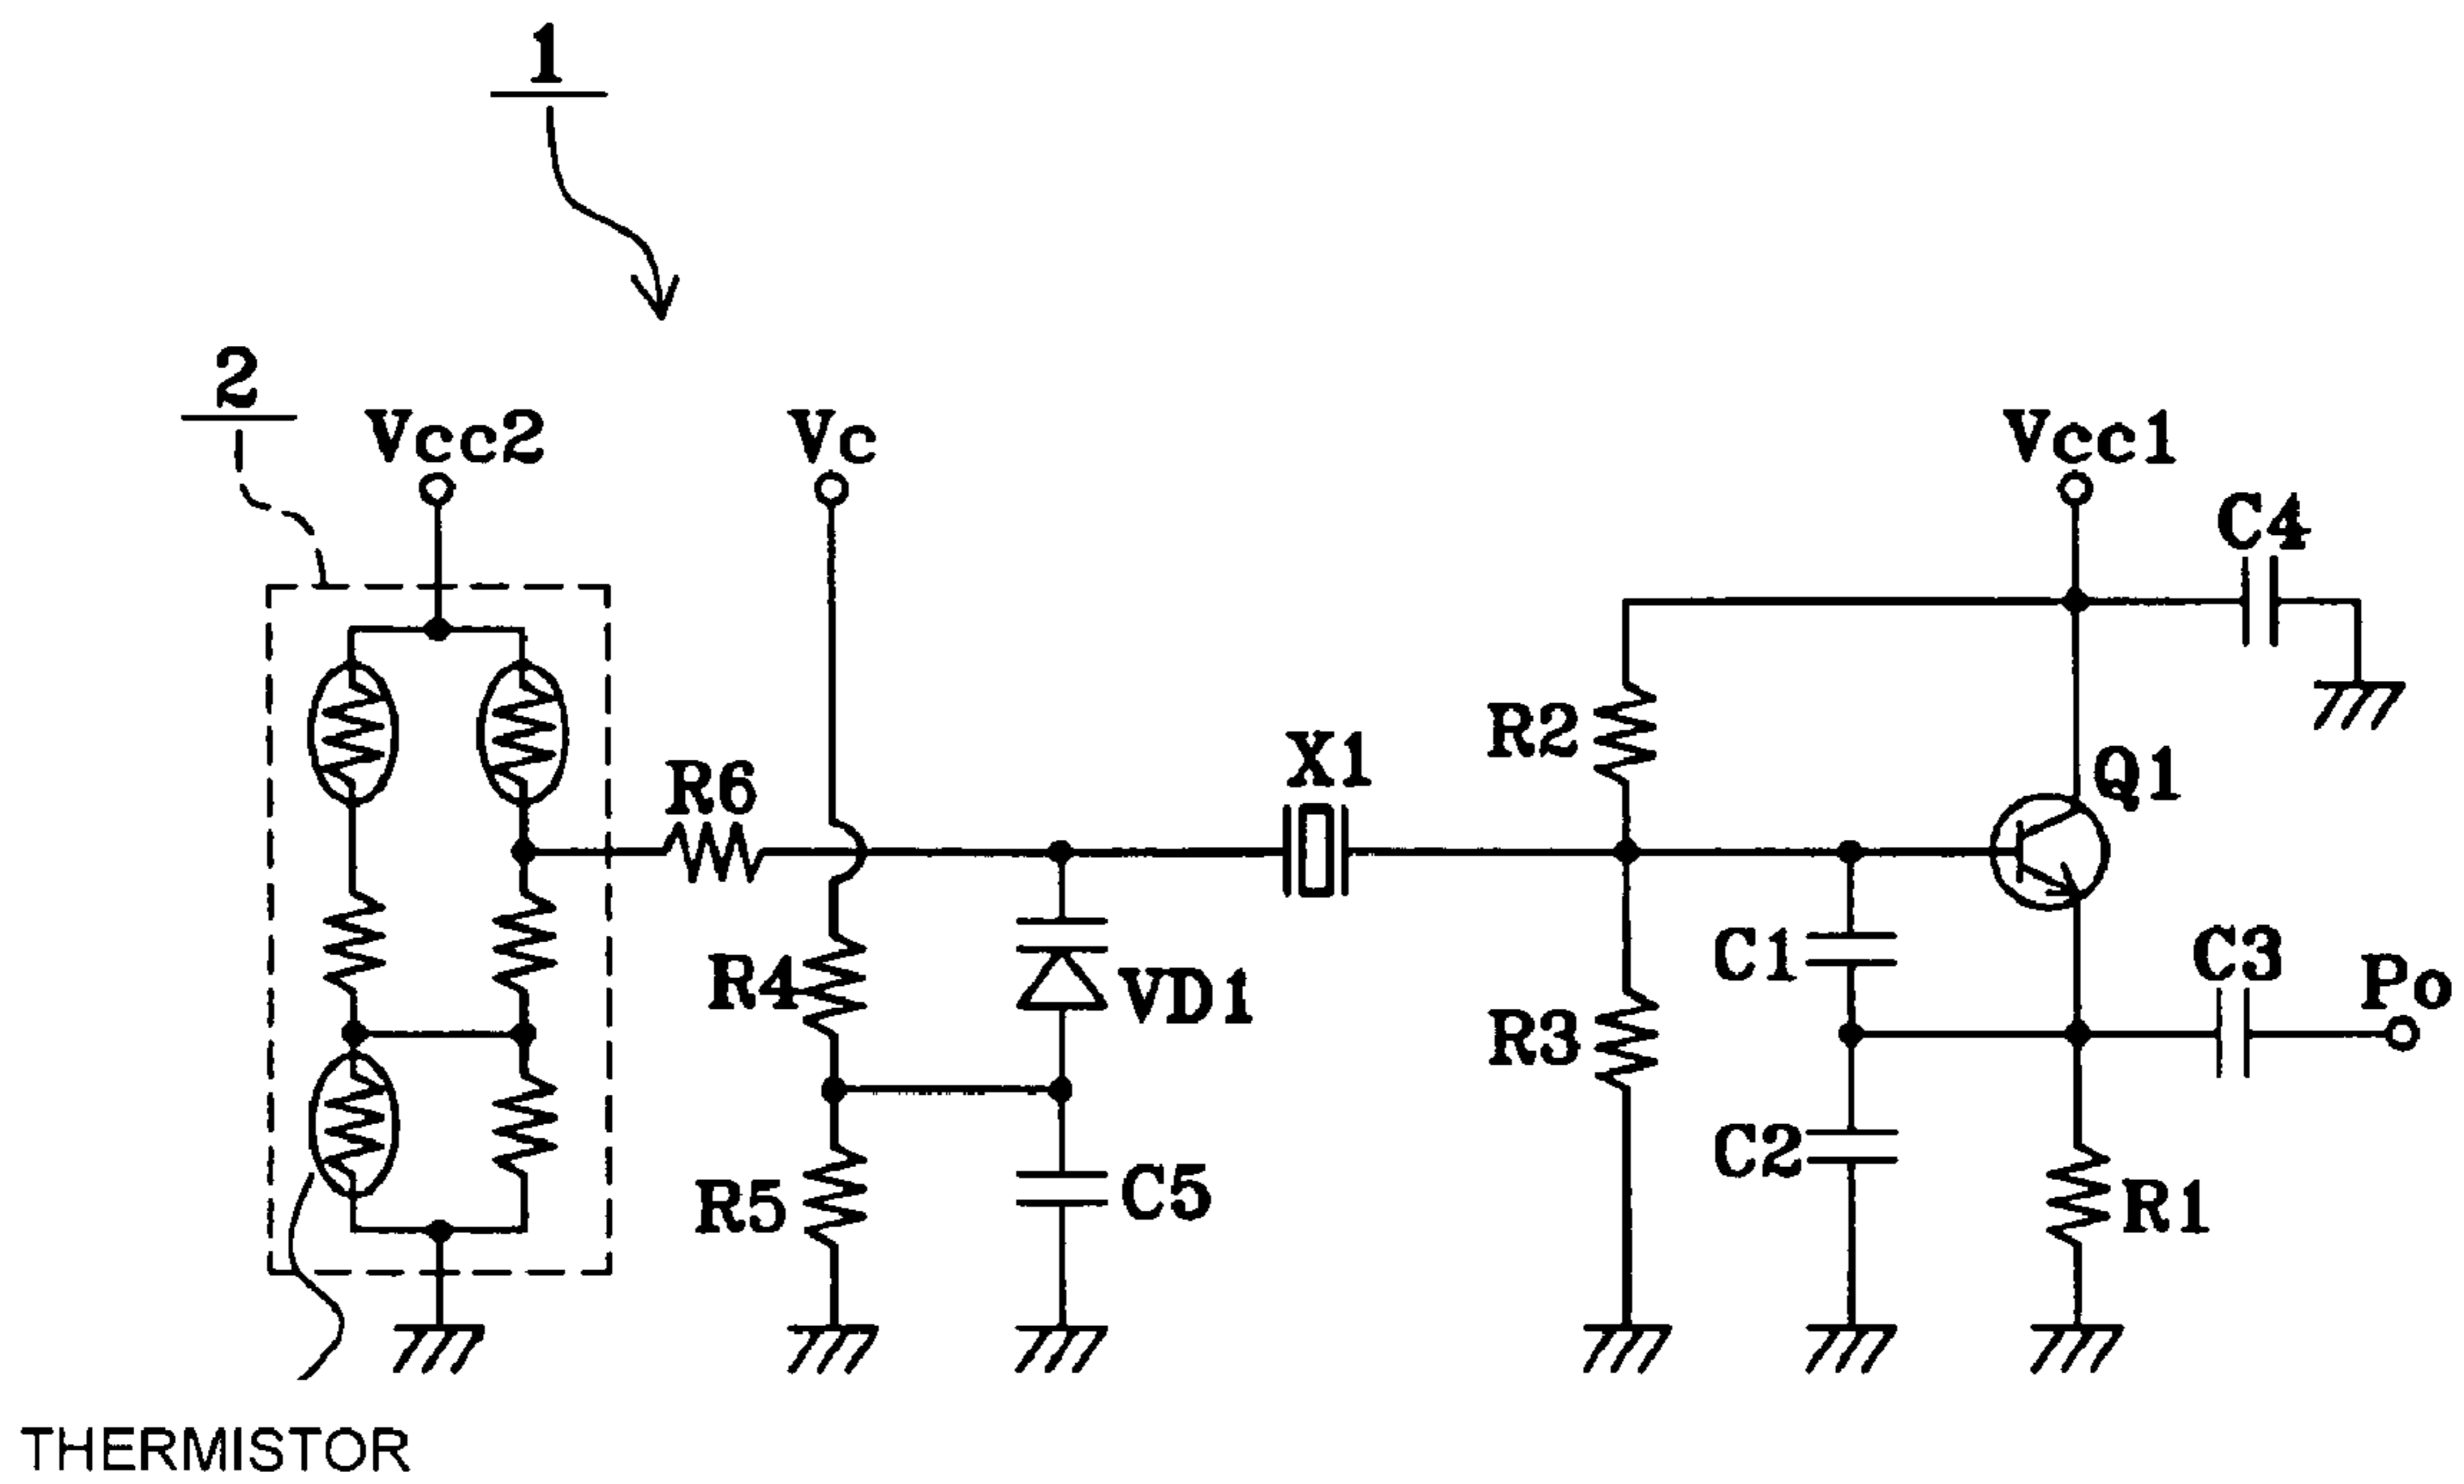 1
2
Vcc2
Vc
Vcc1
C4
R2
X1
Q1
R6
R4
VD1
C1
C3
Po
R3
C2
R5
C5
R1
THERMISTOR